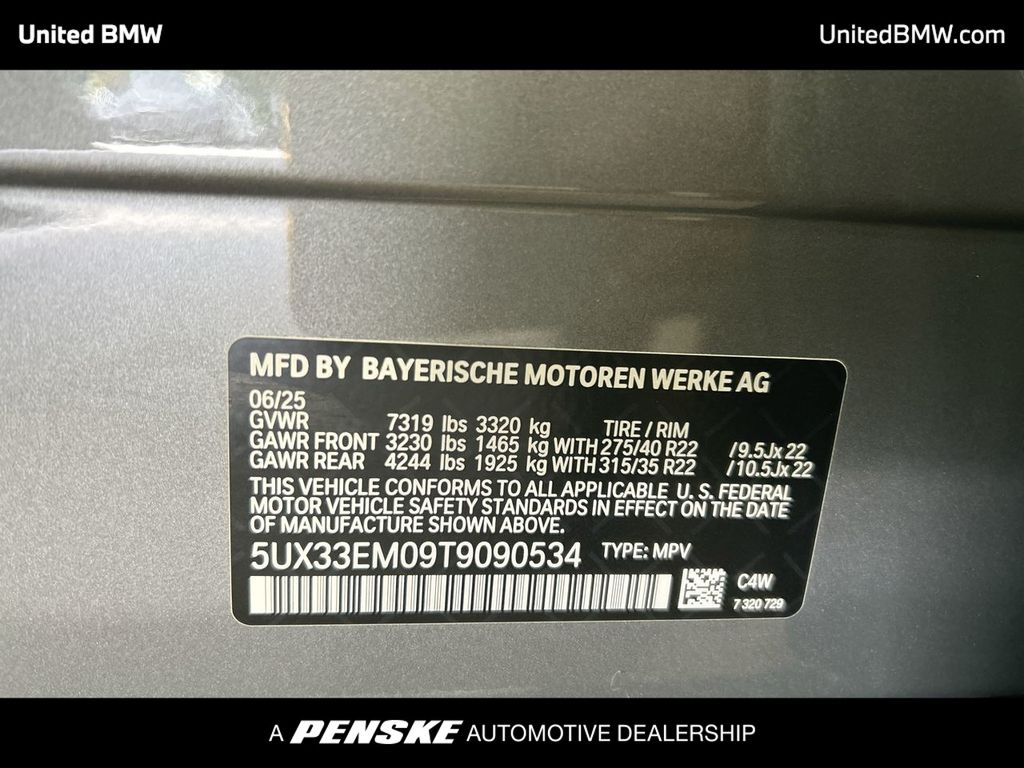 United BMW
UnitedBMW.com
MFD BY BAYERISCHE MOTOREN WERKE AG
06/25
GVWR 7319 lbs 3320 kg TIRE / RIM
GAWR FRONT 3230 lbs 1465 kg WITH 275/40 R22 /9.5Jx22
GAWR REAR 4244 lbs 1925 kg WITH 315/35 R22 /10.5Jx22
THIS VEHICLE CONFORMS TO ALL APPLICABLE U. S. FEDERAL
MOTOR VEHICLE SAFETY STANDARDS IN EFFECT ON THE DATE
OF MANUFACTURE SHOWN ABOVE.
5UX33EM09T9090534 TYPE: MPV
C4W
7 320 729
A PENSKE AUTOMOTIVE DEALERSHIP